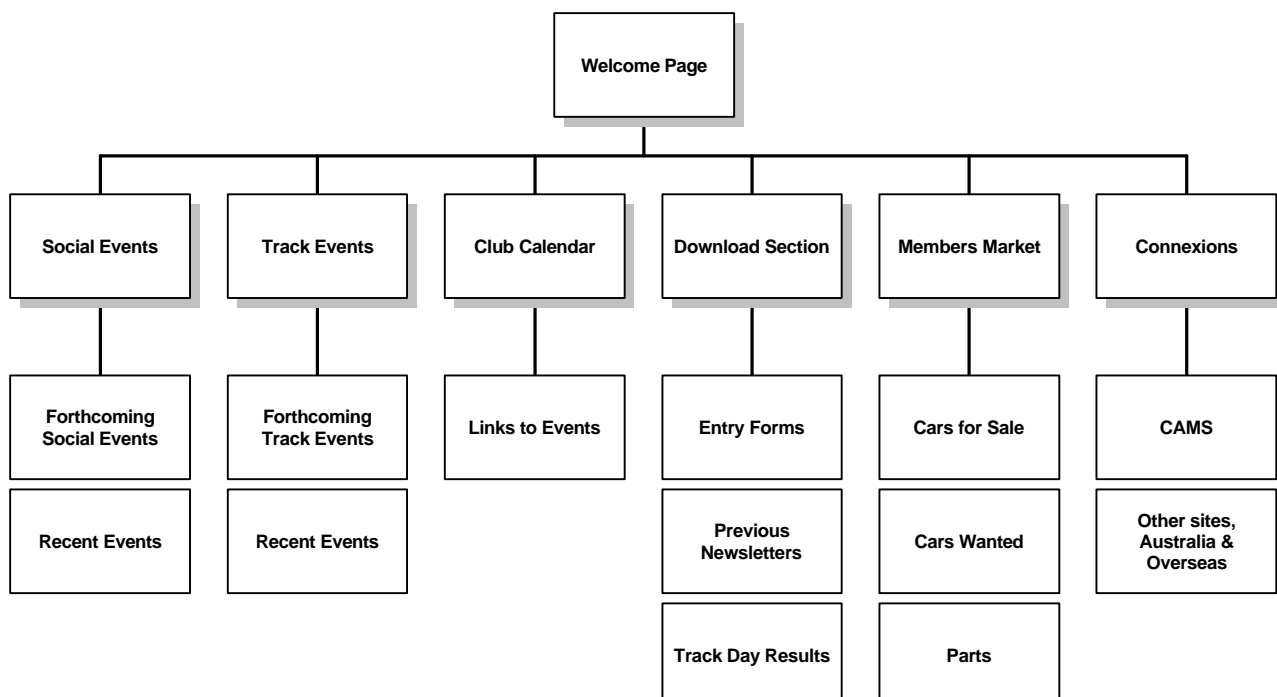 Welcome Page
Social Events
Track Events
Club Calendar
Download Section
Members Market
Connexions
Forthcoming
Social Events
Forthcoming
Track Events
Links to Events
Entry Forms
Cars for Sale
CAMS
Recent Events
Recent Events
Previous
Newsletters
Cars Wanted
Other sites,
Australia &
Overseas
Track Day Results
Parts